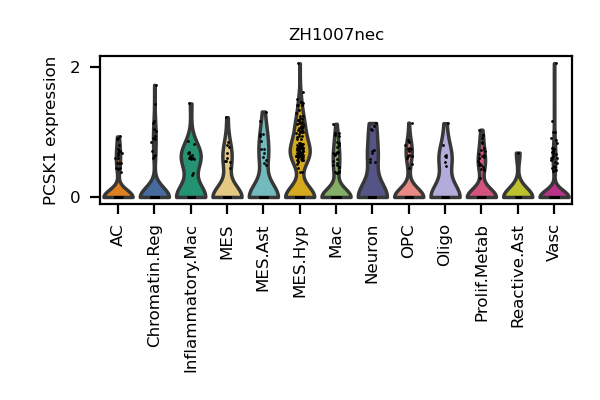 ZH1007nec
PCSK1 expression
2
0
AC
Chromatin.Reg
Inflammatory.Mac
MES
MES.Ast
MES.Hyp
Mac
Neuron
OPC
Oligo
Prolif.Metab
Reactive.Ast
Vasc